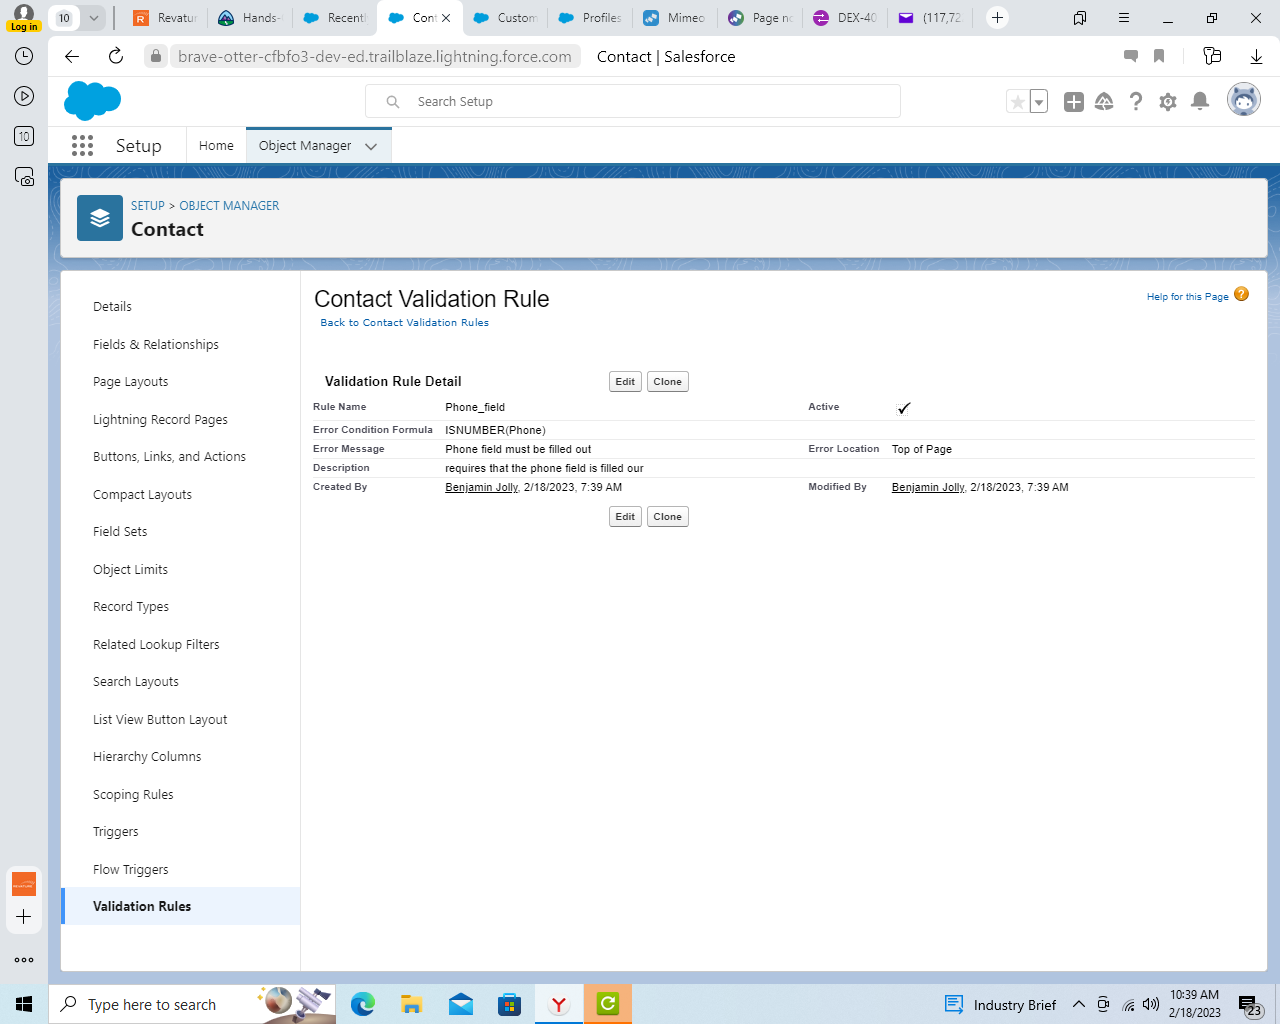 Log in
10
Revatur
Hands-
Recent
Cont
Custom
Profiles
Mimeo
Page no
DEX-40
(117,72
brave-otter-cfbfo3-dev-ed.trailblaze.lightning.force.com
Contact | Salesforce
10
Search Setup
Setup
Home
Object Manager
SETUP > OBJECT MANAGER
Contact
Details
Fields & Relationships
Page Layouts
Lightning Record Pages
Buttons, Links, and Actions
Compact Layouts
Field Sets
Object Limits
Record Types
Related Lookup Filters
Search Layouts
List View Button Layout
Hierarchy Columns
Scoping Rules
Triggers
Flow Triggers
Validation Rules
Contact Validation Rule
Help for this Page
Back to Contact Validation Rules
Validation Rule Detail
Edit Clone
Rule Name Phone_field Active
Error Condition Formula ISNUMBER(Phone)
Error Message Phone field must be filled out Error Location Top of Page
Description requires that the phone field is filled our
Created By Benjamin Jolly, 2/18/2023, 7:39 AM Modified By Benjamin Jolly, 2/18/2023, 7:39 AM
Edit Clone
Type here to search
Industry Brief
10:39 AM
2/18/2023
23